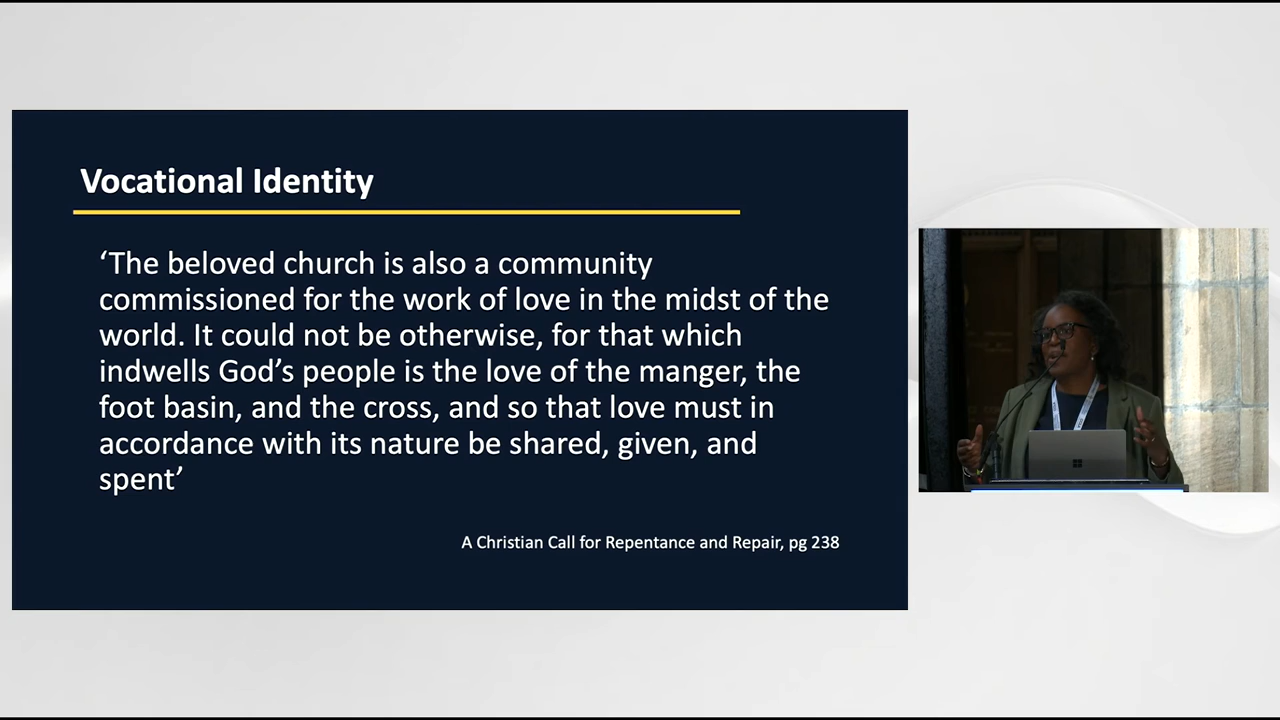 Vocational Identity
‘The beloved church is also a community
commissioned for the work of love in the midst of the
world. It could not be otherwise, for that which
indwells God’s people is the love of the manger, the
foot basin, and the cross, and so that love must in
accordance with its nature be shared, given, and
spent’
A Christian Call for Repentance and Repair, pg 238